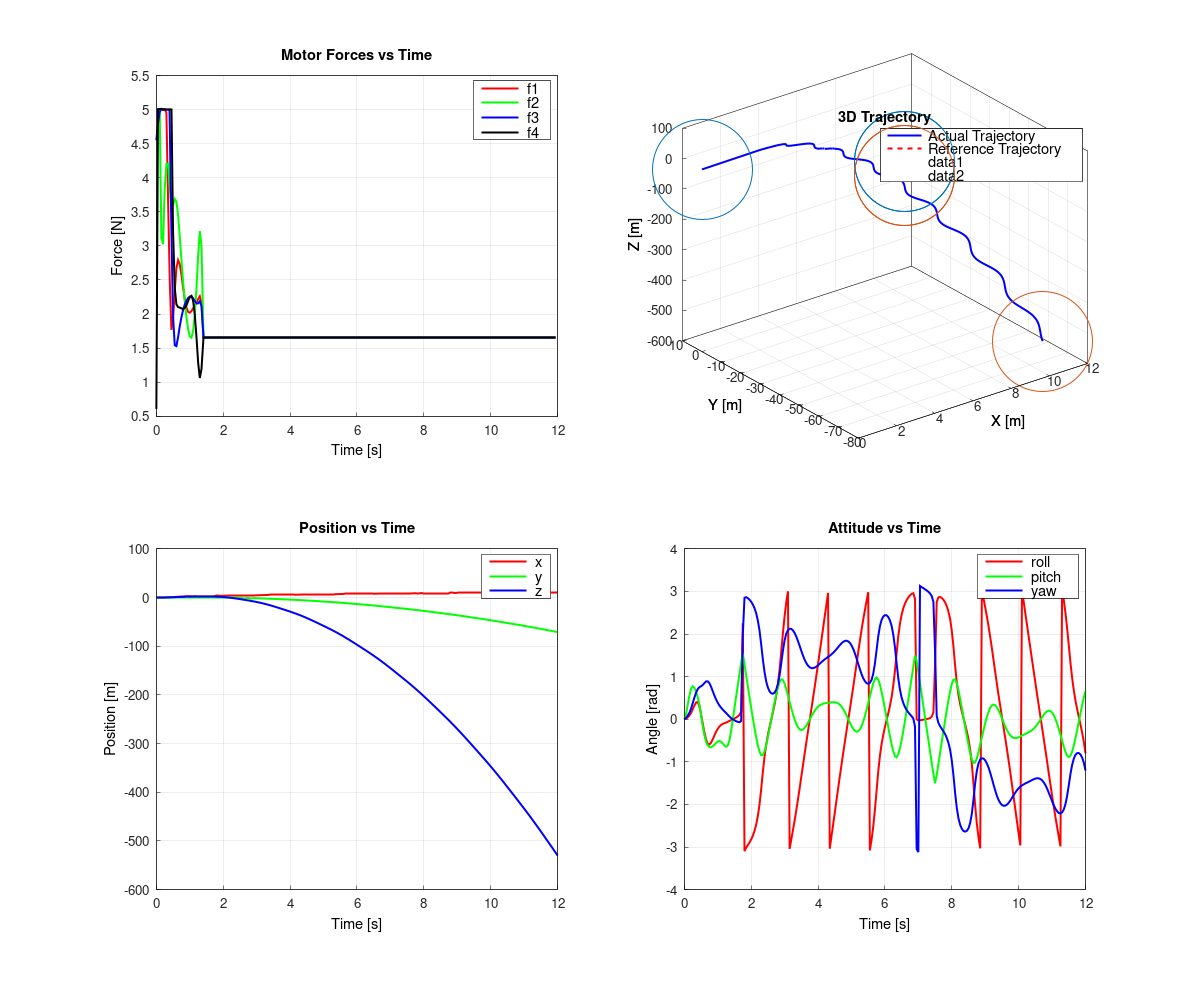 Motor Forces vs Time
5.5
5
4.5
4
3.5
3
2.5
2
1.5
1
0.5
Force [N]
f1
f2
f3
f4
0 2 4 6 8 10 12
Time [s]
3D Trajectory
Actual Trajectory
Reference Trajectory
data1
data2
100
0
-100
-200
-300
-400
-500
-600
Z [m]
10
0
-10
-20
-30
-40
-50
-60
-70
-80
Y [m]
0
2
4
6
8
10
12
X [m]
Position vs Time
100
0
-100
-200
-300
-400
-500
-600
Position [m]
x
y
z
0 2 4 6 8 10 12
Time [s]
Attitude vs Time
4
3
2
1
0
-1
-2
-3
-4
Angle [rad]
roll
pitch
yaw
0 2 4 6 8 10 12
Time [s]